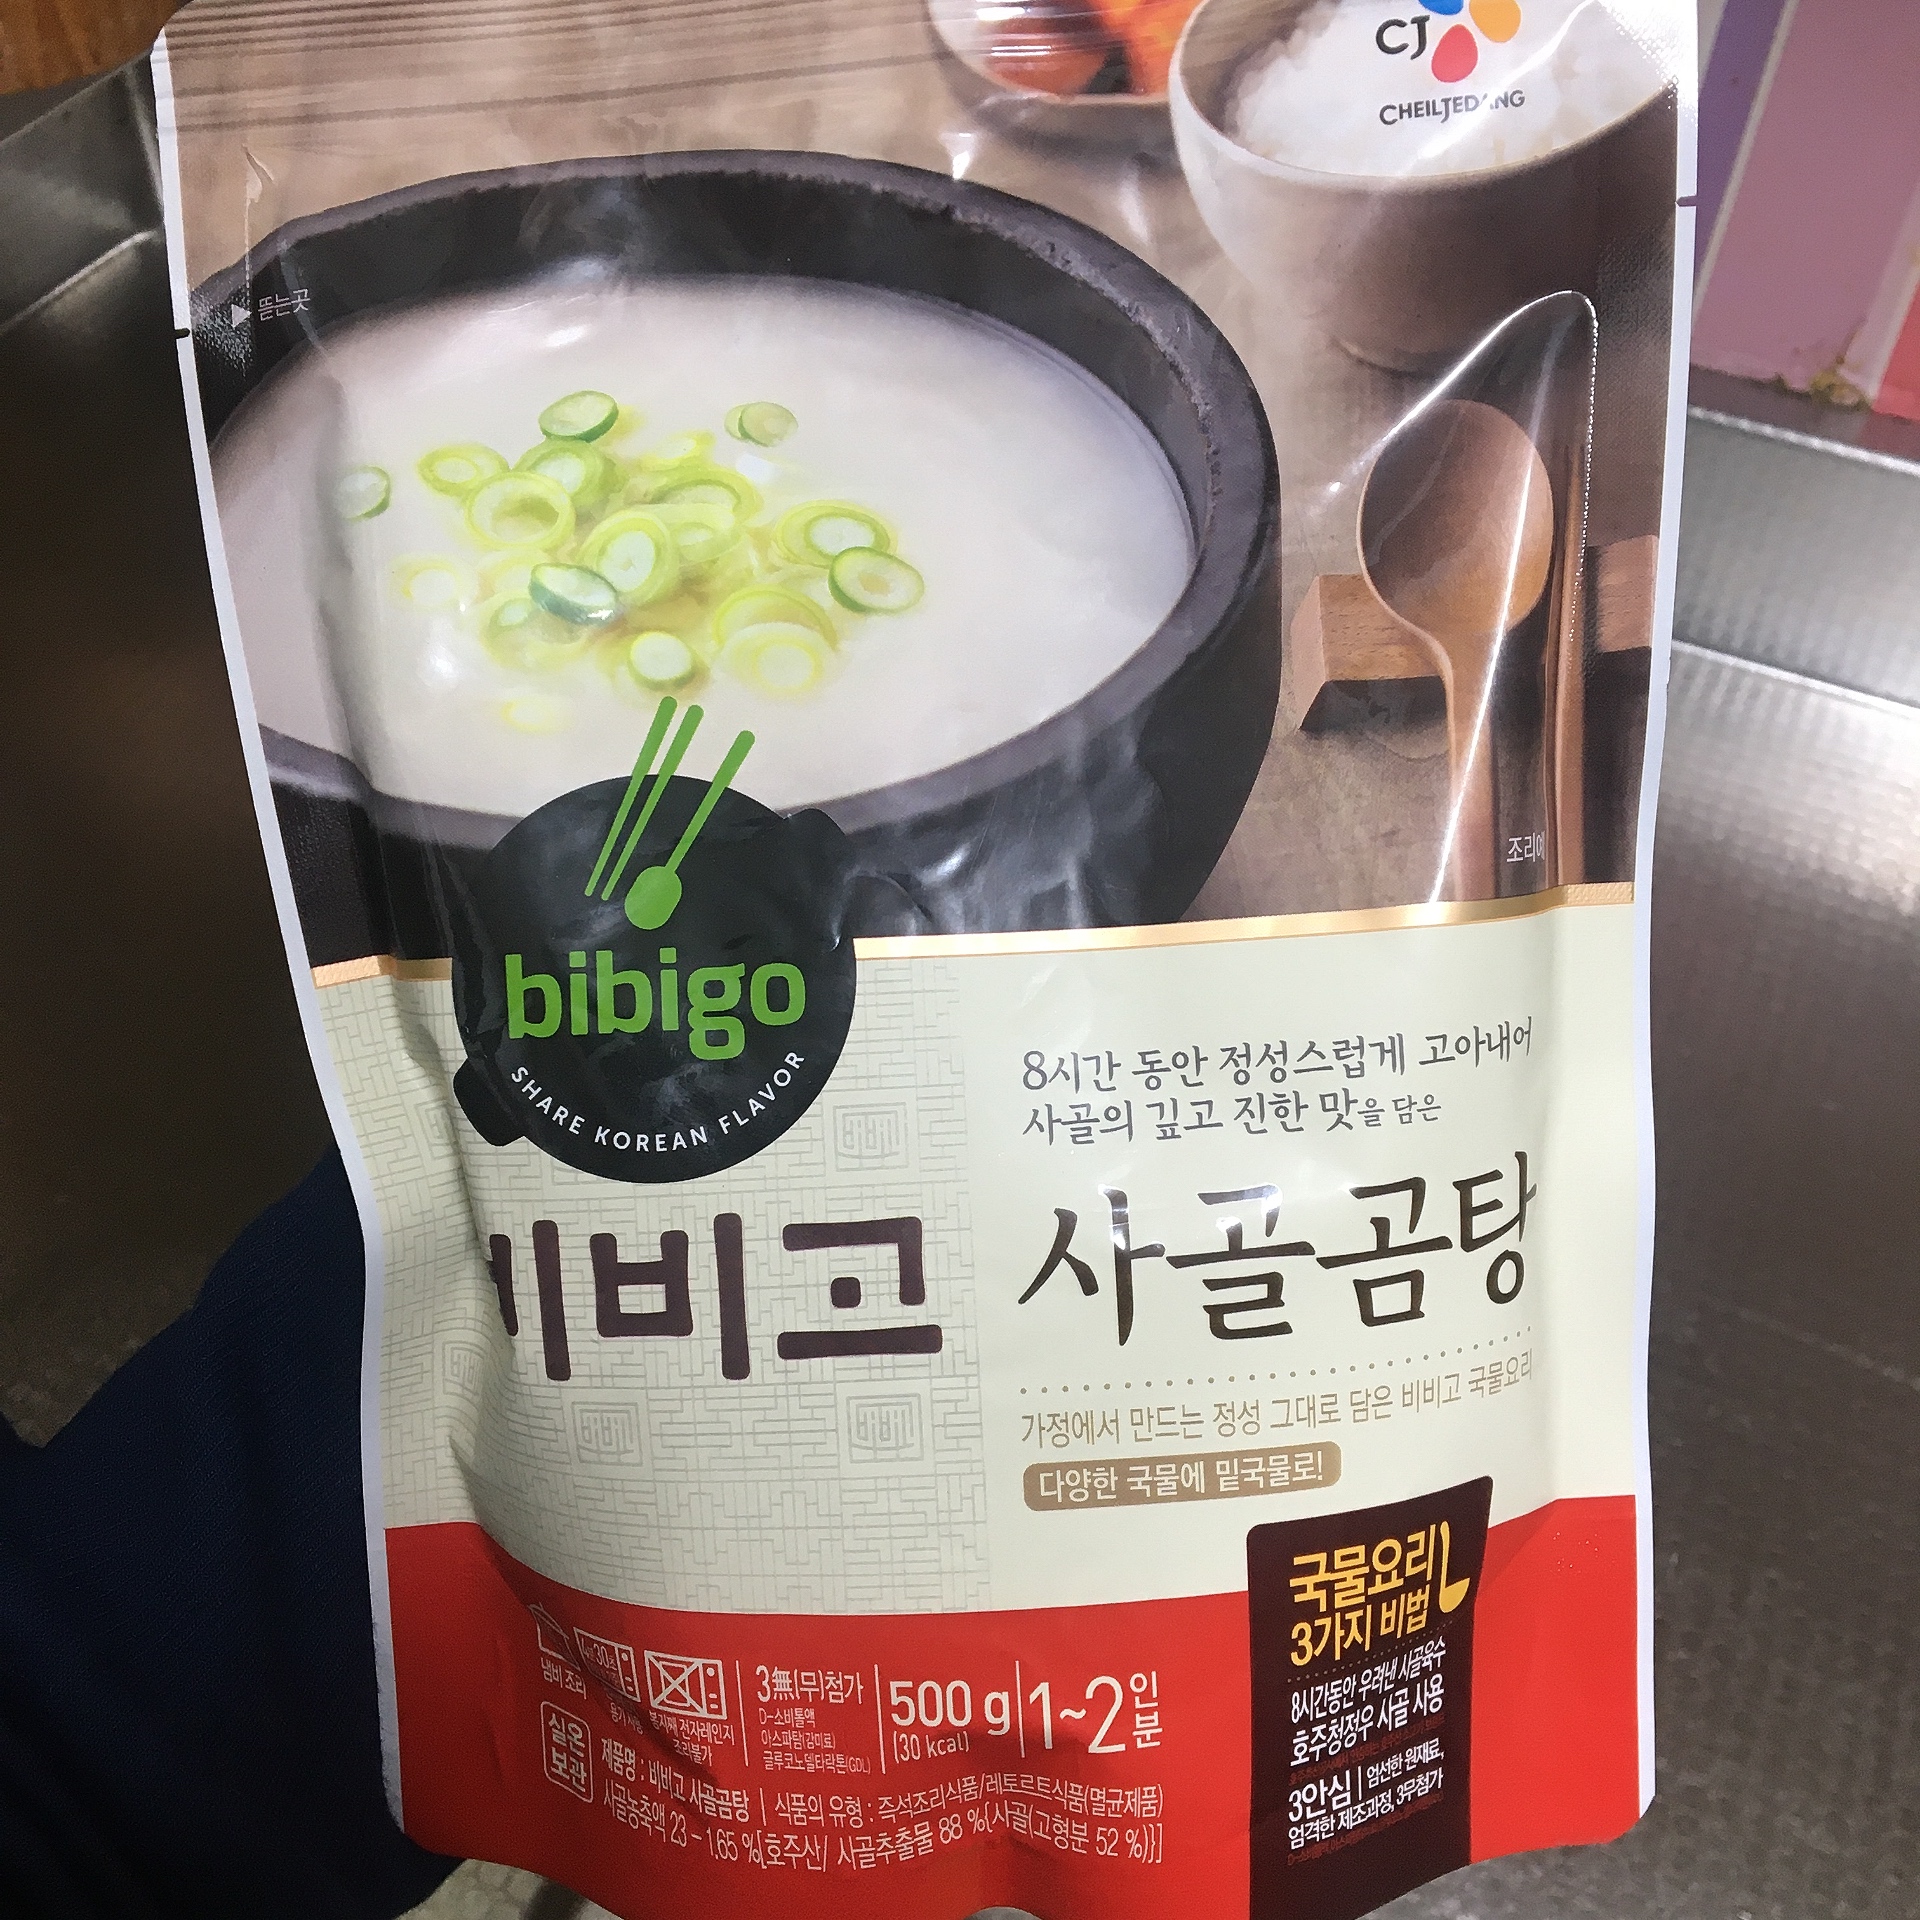 CJ
CHEILJEDANG
▶뜯는곳
조리예
bibigo
SHARE KOREAN FLAVOR
8시간 동안 정성스럽게 고아내어
사골의 깊고 진한 맛을 담은
비비고
사골곰탕
가정에서 만드는 정성 그대로 담은 비비고 국물요리
다양한 국물에 밑국물로!
국물요리
3가지 비법
8시간동안 우려낸 사골육수
호주청정우 사골 사용
3안심 | 엄선한 원재료,
엄격한 제조과정, 3무첨가
냄비 조리
봉지째 전자레인지
조리불가
3無(무)첨가
D-소비톨액
아스파탐(감미료)
글루코노델타락톤(GDL)
500 g
(30 kcal)
1~2인분
실온
보관
제품명 : 비비고 사골곰탕 | 식품의 유형 : 즉석조리식품/레토르트식품(멸균제품)
사골농축액 23 - 1.65 %[호주산/ 사골추출물 88 %{사골(고형분 52 %)}]